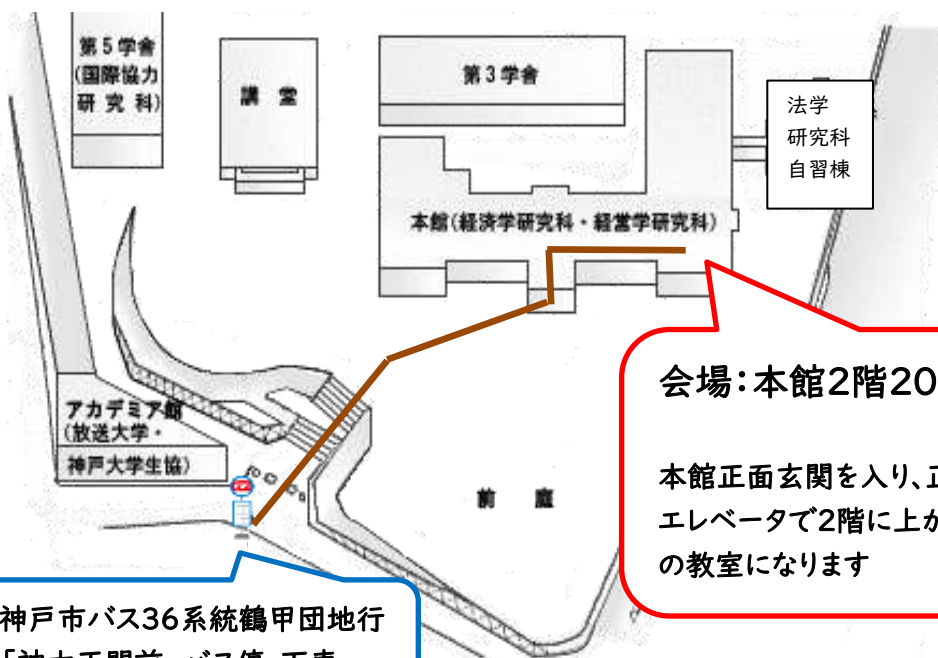 第5学舎
(国際協力
研究科)
講堂
第3学舎
法学
研究科
自習棟
本館(経済学研究科・経営学研究科)
会場:本館2階20
本館正面玄関を入り、正
エレベータで2階に上が
の教室になります
アカデミア館
(放送大学・
神戸大学生協)
前庭
神戸市バス36系統鶴甲団地行